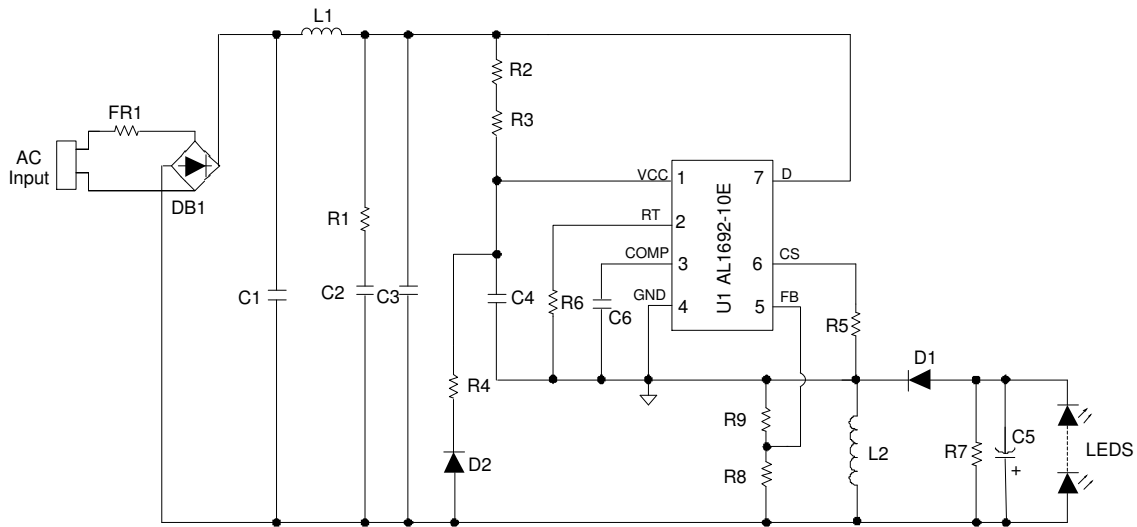 L1
R2
FR1
R3
AC
Input
VCC 1 7 D
DB1
R1
RT 2
U1 AL1692-10E
COMP 3 6 CS
C1 C2 C3 C4 R6 GND 4 5 FB
C6
R5
D1
R4
R9
R7 C5 LEDS
L2
D2 R8
+